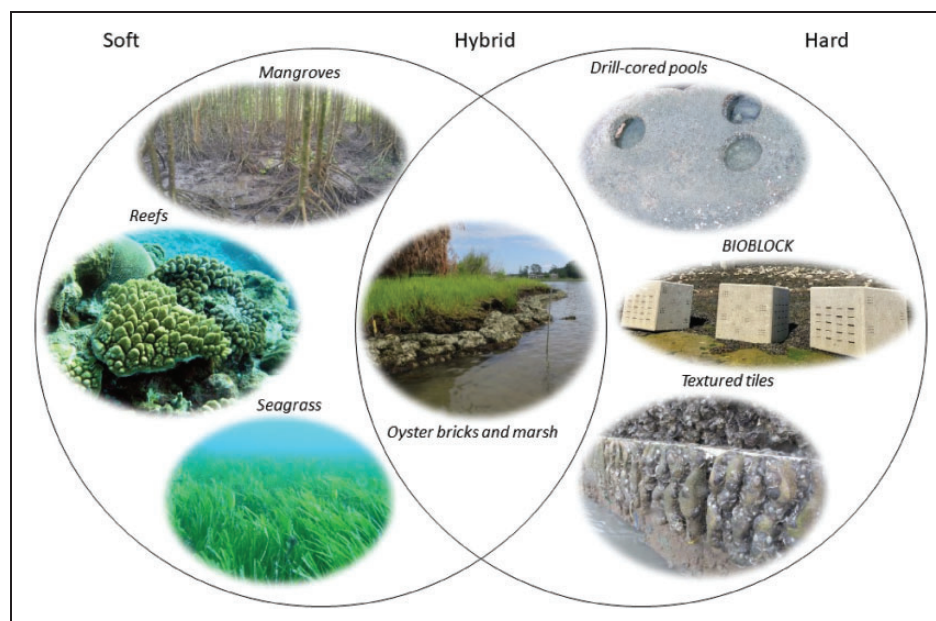 Soft
Hybrid
Hard
Mangroves
Drill-cored pools
Reefs
BIOBLOCK
Seagrass
Oyster bricks and marsh
Textured tiles